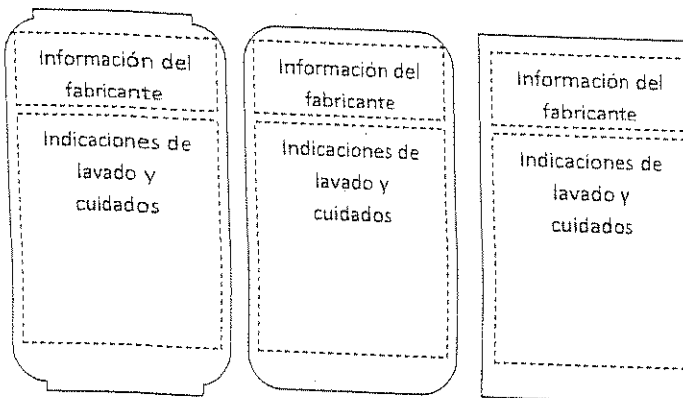 Información del
fabricante
Indicaciones de
lavado y
cuidados
Información del
fabricante
Indicaciones de
lavado y
cuidados
Información del
fabricante
Indicaciones de
lavado y
cuidados